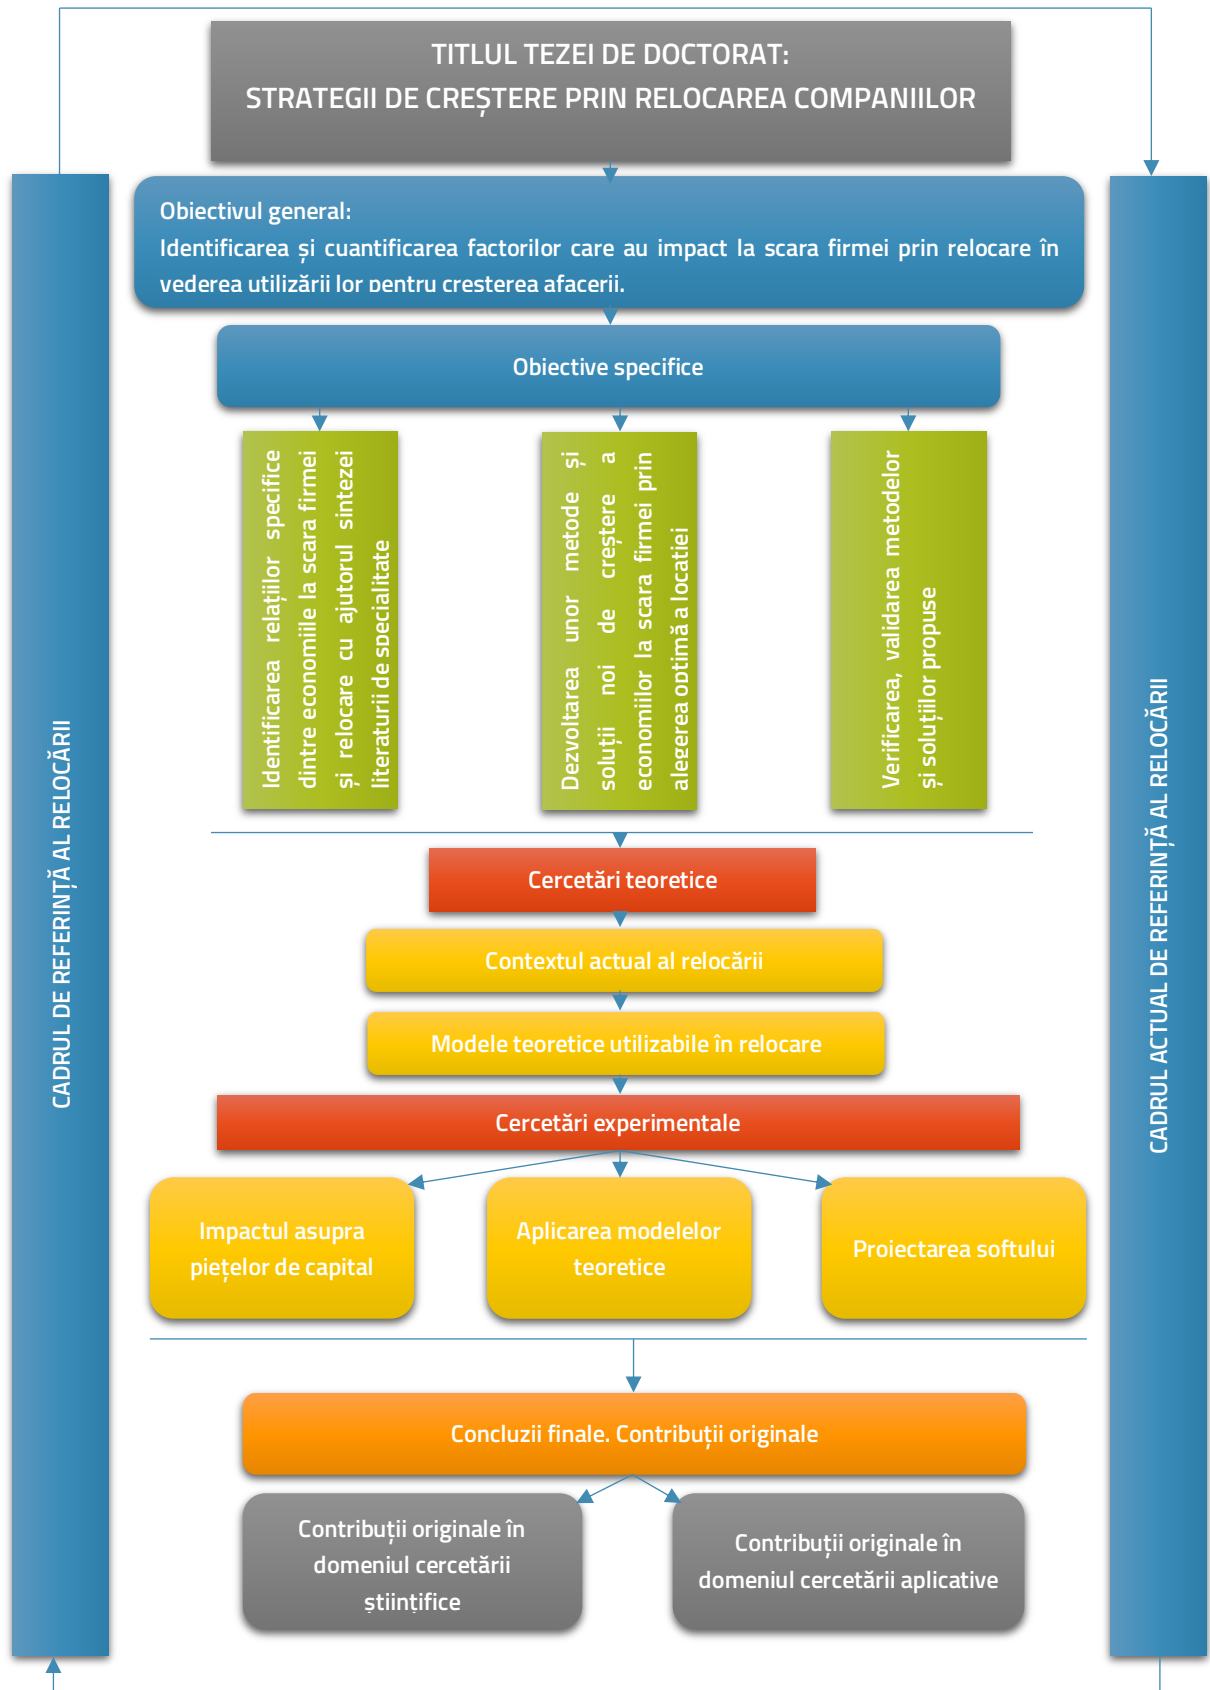 TITLUL TEZEI DE DOCTORAT:
STRATEGII DE CREȘTERE PRIN RELOCAREA COMPANIILOR
Obiectivul general:
Identificarea și cuantificarea factorilor care au impact la scara firmei prin relocare în
vederea utilizării lor pentru creșterea afacerii.
Obiective specifice
Identificarea relațiilor specifice
dintre economiile la scara firmei
și relocare cu ajutorul sintezei
literaturii de specialitate
Dezvoltarea unor metode și
soluții noi de creștere a
economiilor la scara firmei prin
alegerea optimă a locației
Verificarea, validarea metodelor
și soluțiilor propuse
CADRUL DE REFERINȚĂ AL RELOCĂRII
CADRUL ACTUAL DE REFERINȚĂ AL RELOCĂRII
Cercetări teoretice
Contextul actual al relocării
Modele teoretice utilizabile în relocare
Cercetări experimentale
Impactul asupra
piețelor de capital
Aplicarea modelelor
teoretice
Proiectarea softului
Concluzii finale. Contribuții originale
Contribuții originale în
domeniul cercetării
științifice
Contribuții originale în
domeniul cercetării aplicative